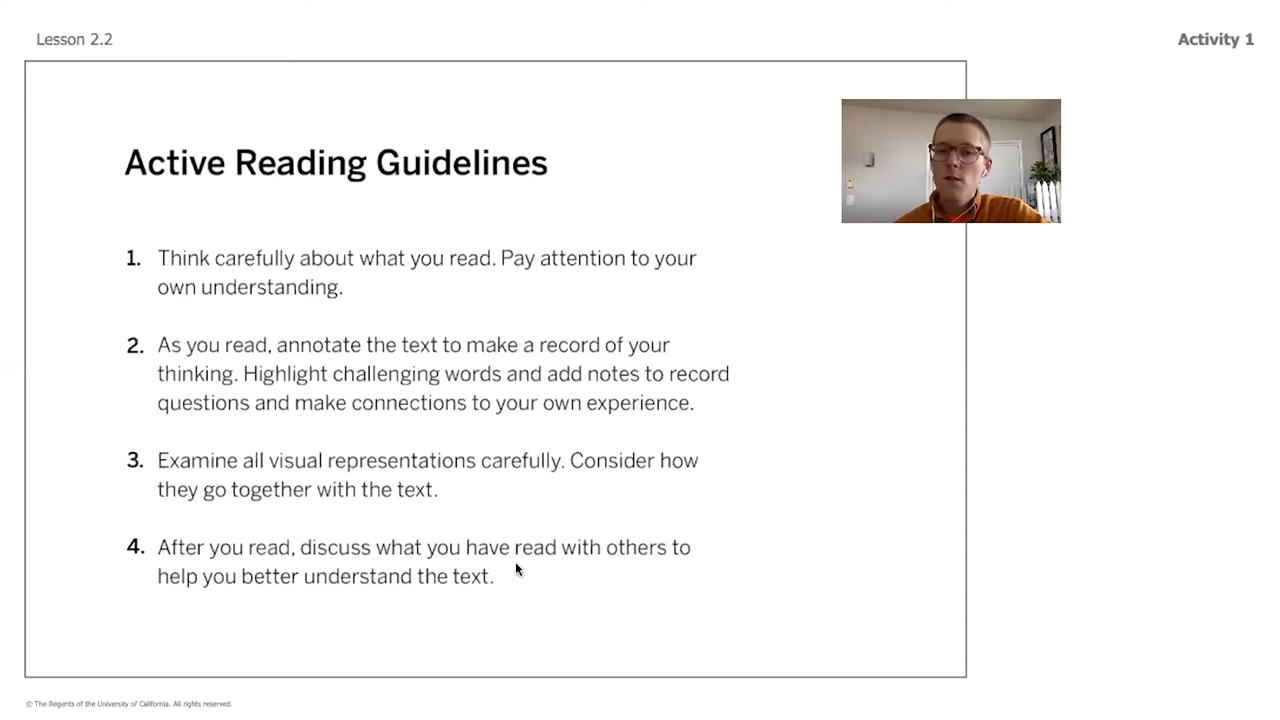 Lesson 2.2
Activity 1
Active Reading Guidelines
1. Think carefully about what you read. Pay attention to your
own understanding.
2. As you read, annotate the text to make a record of your
thinking. Highlight challenging words and add notes to record
questions and make connections to your own experience.
3. Examine all visual representations carefully. Consider how
they go together with the text.
4. After you read, discuss what you have read with others to
help you better understand the text.
© The Regents of the University of California. All rights reserved.